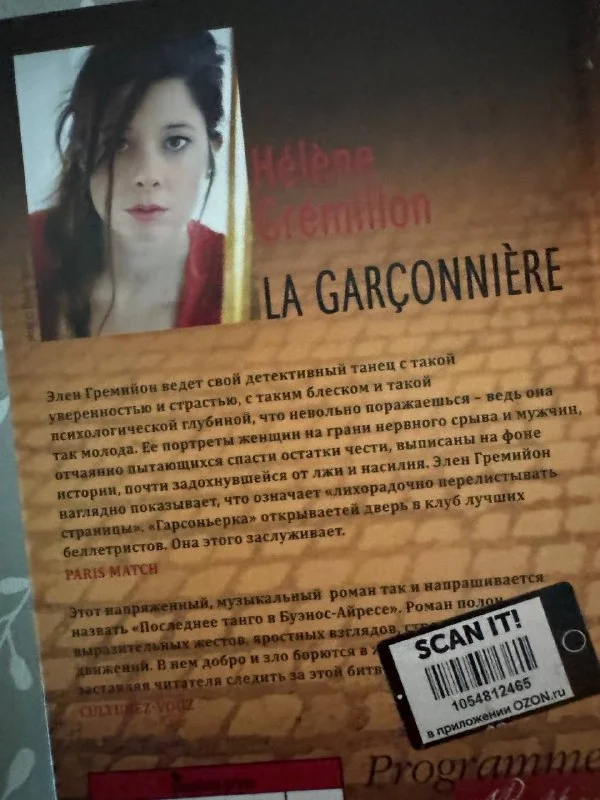 Hélène
Grémillon
LA GARÇONNIÈRE
Элен Гремийон ведет свой детективный танец с такой
уверенностью и страстью, с таким блеском и такой
психологической глубиной, что невольно поражаешься – ведь она
так молода. Ее портреты женщин на грани нервного срыва и мужчин,
отчаянно пытающихся спасти остатки чести, выписаны на фоне
истории, почти задохнувшейся от лжи и насилия. Элен Гремийон
наглядно показывает, что означает «лихорадочно перелистывать
страницы». «Гарсоньерка» открывает ей дверь в клуб лучших
беллетристов. Она этого заслуживает.
PARIS MATCH
Этот напряженный, музыкальный роман так и напрашивается
назвать «Последнее танго в Буэнос-Айресе». Роман полон
выразительных жестов, яростных взглядов,
движений. В нем добро и зло борются в
заставляя читателя следить за этой
CULTUREZ-VOUZ
SCAN IT!
1054812465
в приложении OZON.ru
Programme